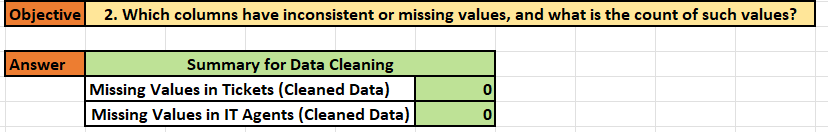 Objective 2. Which columns have inconsistent or missing values, and what is the count of such values?
Answer Summary for Data Cleaning
Missing Values in Tickets (Cleaned Data) 0
Missing Values in IT Agents (Cleaned Data) 0